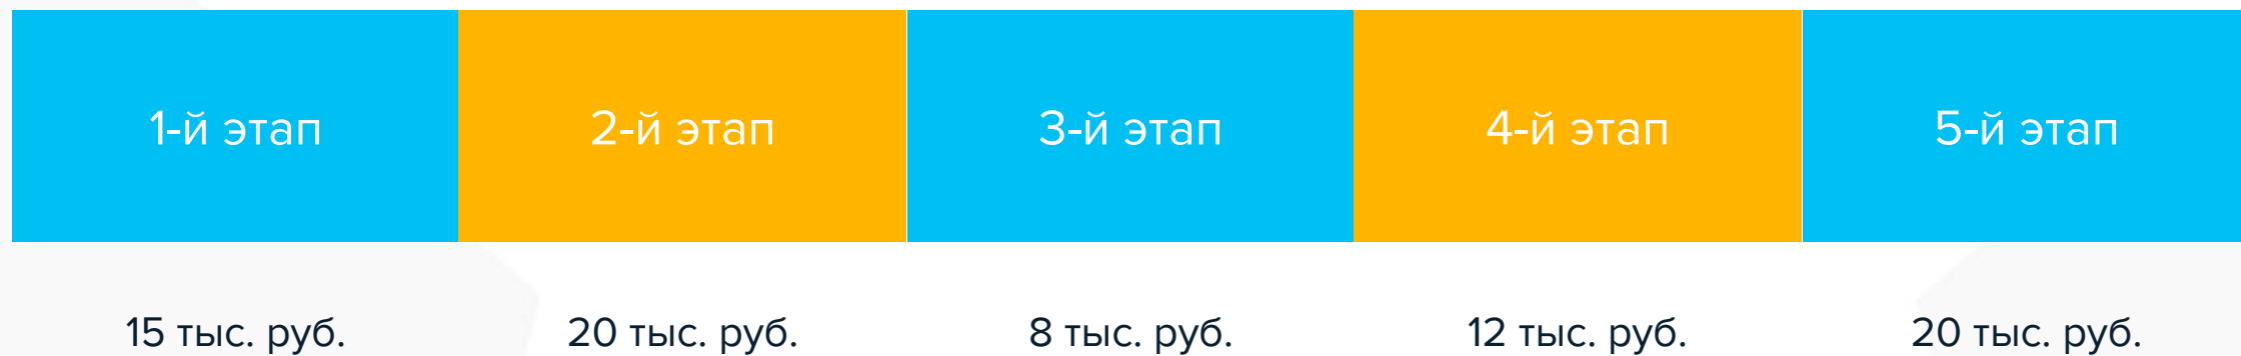 1-й этап 2-й этап 3-й этап 4-й этап 5-й этап
15 тыс. руб. 20 тыс. руб. 8 тыс. руб. 12 тыс. руб. 20 тыс. руб.